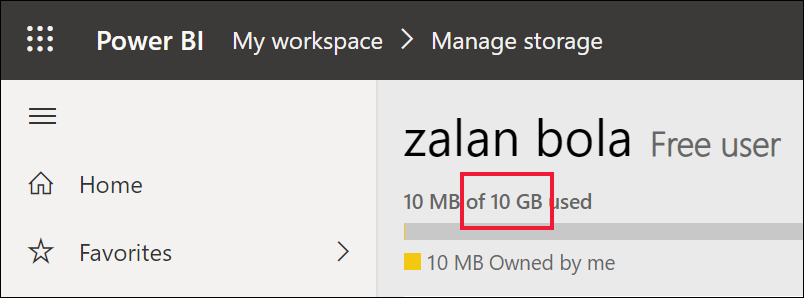 Power BI My workspace > Manage storage
zalan bola Free user
Home
10 MB of 10 GB used
Favorites
10 MB Owned by me